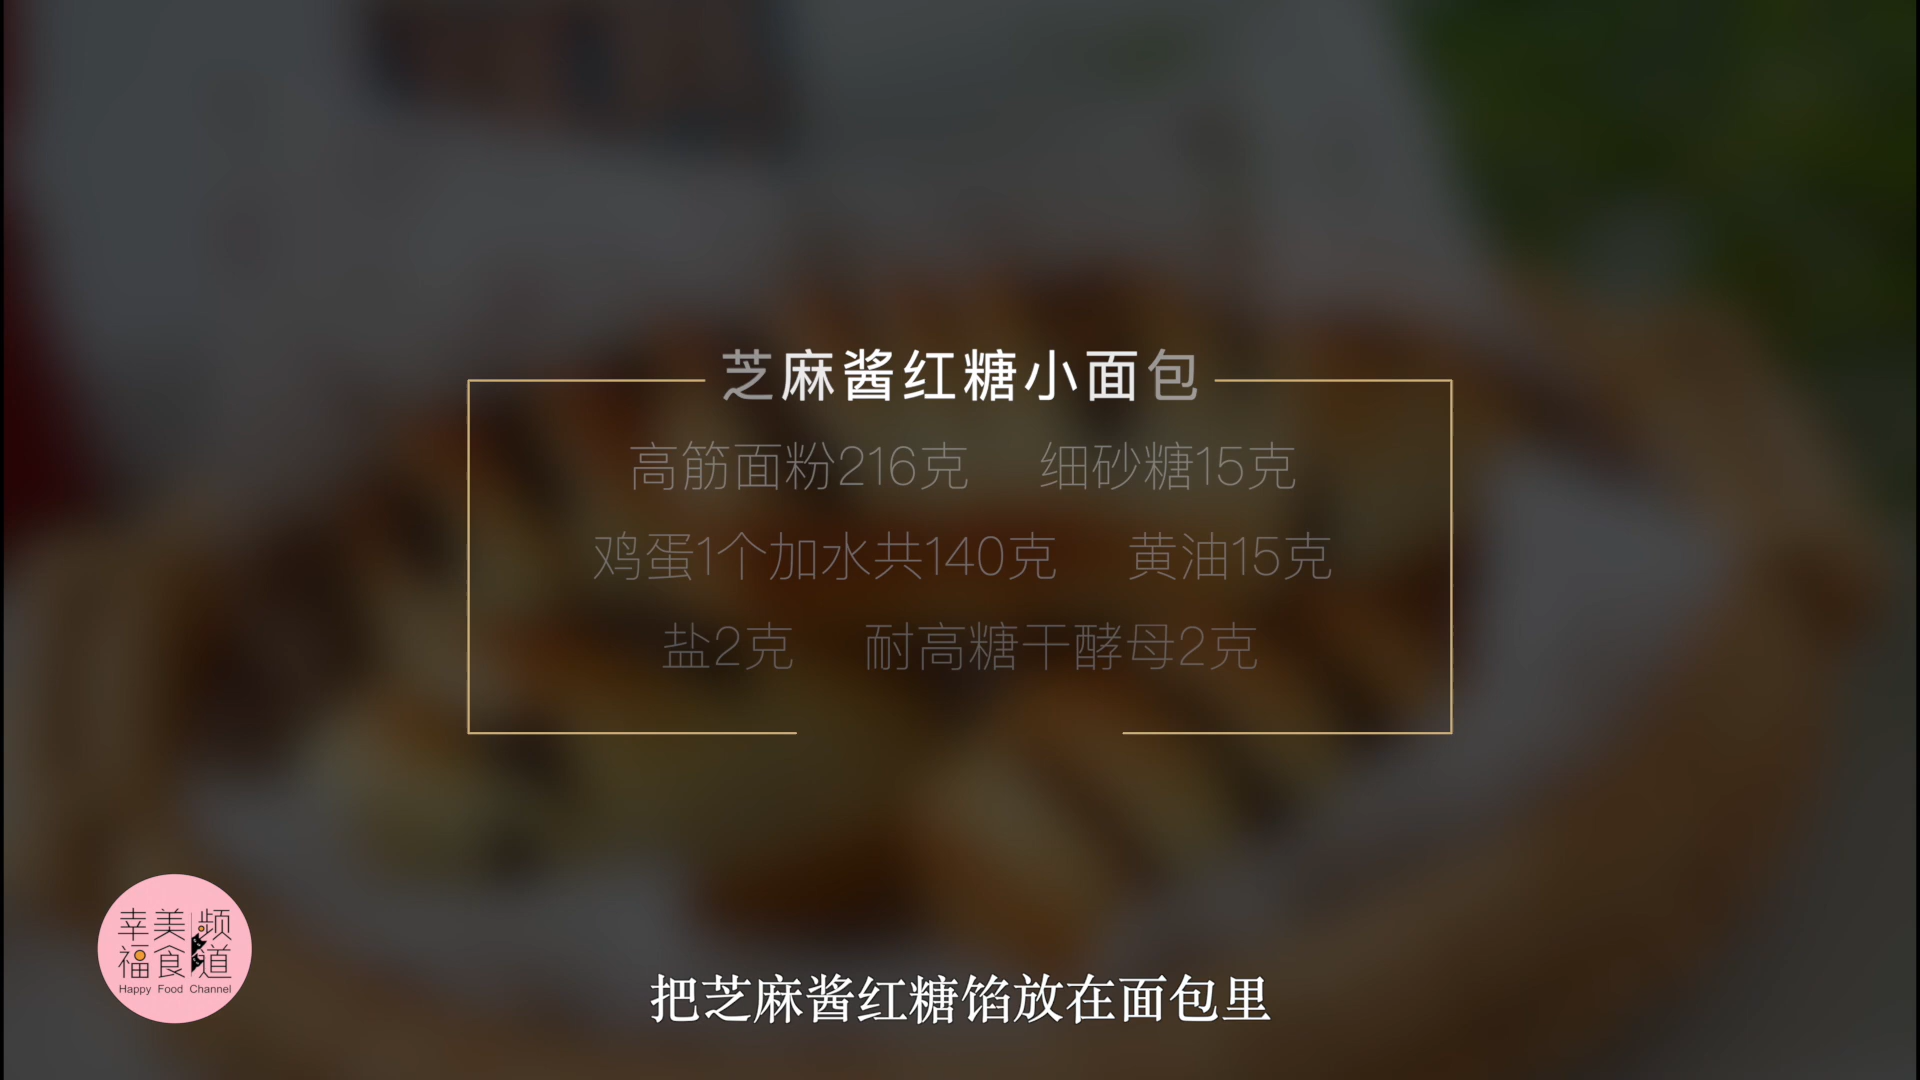 芝麻酱红糖小面包
高筋面粉216克 细砂糖15克
鸡蛋1个加水共140克 黄油15克
盐2克 耐高糖干酵母2克
幸美频
福食道
Happy Food Channel
把芝麻酱红糖馅放在面包里